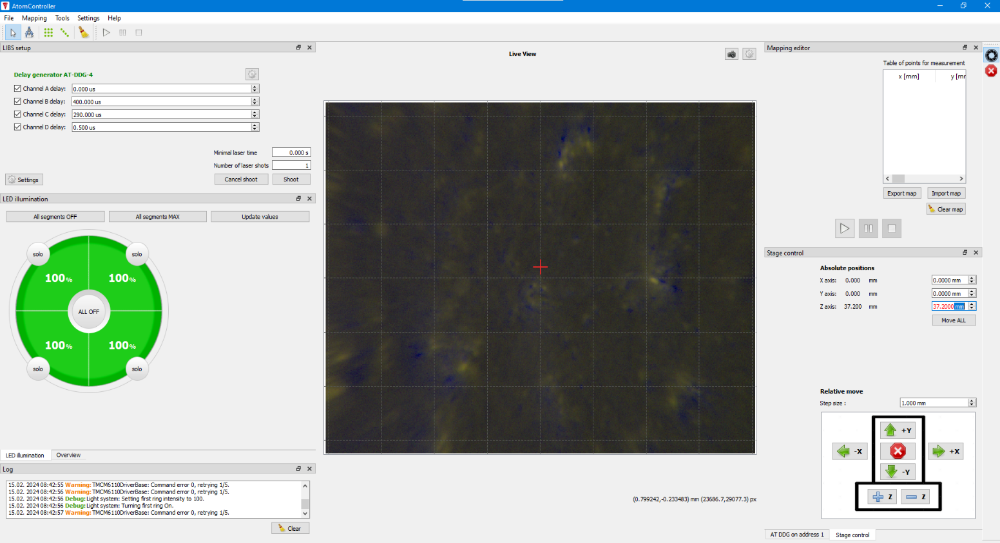 AtomController
File Mapping Tools Settings Help
LIBS setup
Delay generator AT-DDG-4
Channel A delay: 0.000 us
Channel B delay: 400.000 us
Channel C delay: 290.000 us
Channel D delay: 0.500 us
Minimal laser time 0.000 s
Number of laser shots 1
Settings
Cancel shoot
Shoot
LED illumination
All segments OFF
All segments MAX
Update values
solo
solo
100%
100%
ALL OFF
100%
100%
solo
solo
LED illumination
Overview
Log
15.02. 2024 08:42:55 Warning: TMCM6110DriverBase: Command error 0, retrying 1/5.
15.02. 2024 08:42:56 Warning: TMCM6110DriverBase: Command error 0, retrying 1/5.
15.02. 2024 08:42:56 Debug: Light system: Setting first ring intensity to 100.
15.02. 2024 08:42:56 Debug: Light system: Turning first ring On.
15.02. 2024 08:42:57 Warning: TMCM6110DriverBase: Command error 0, retrying 1/5.
Clear
Live View
(0.799242,-0.233483) mm (23686.7,29077.3) px
Mapping editor
Table of points for measurement
x [mm] y [mr
Export map
Import map
Clear map
Stage control
Absolute positions
X axis: 0.000 mm 0.0000 mm
Y axis: 0.000 mm 0.0000 mm
Z axis: 37.200 mm 37.2000 mm
Move ALL
Relative move
Step size : 1.000 mm
+Y
-X
+X
-Y
Z
Z
AT DDG on address 1
Stage control